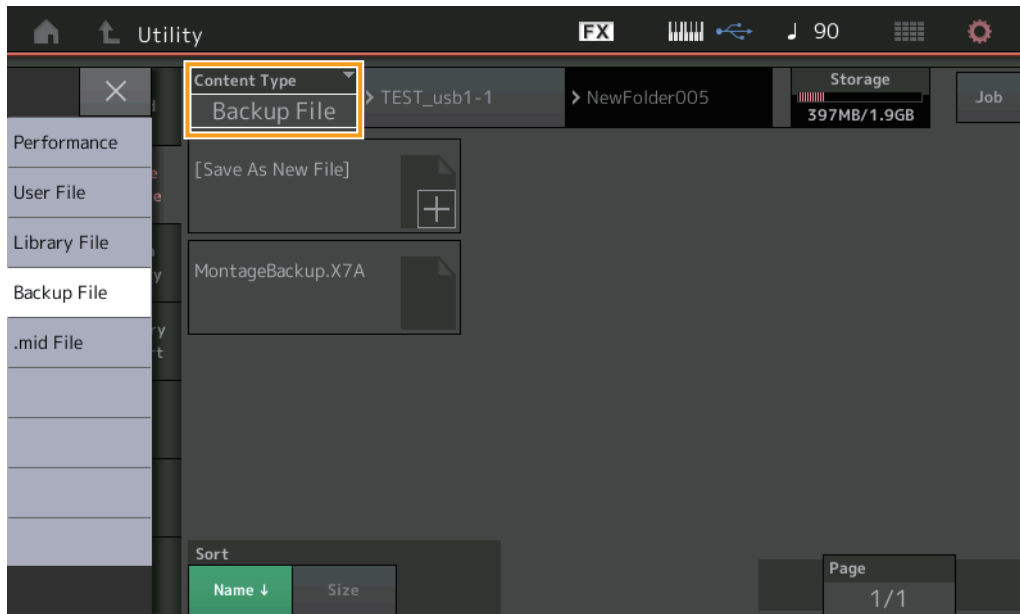 Utility
FX
90
Content Type
Backup File
TEST_usb1-1
NewFolder005
Storage
397MB/1.9GB
Job
Performance
User File
Library File
Backup File
.mid File
[Save As New File]
MontageBackup.X7A
Sort
Name ↓
Size
Page
1/1